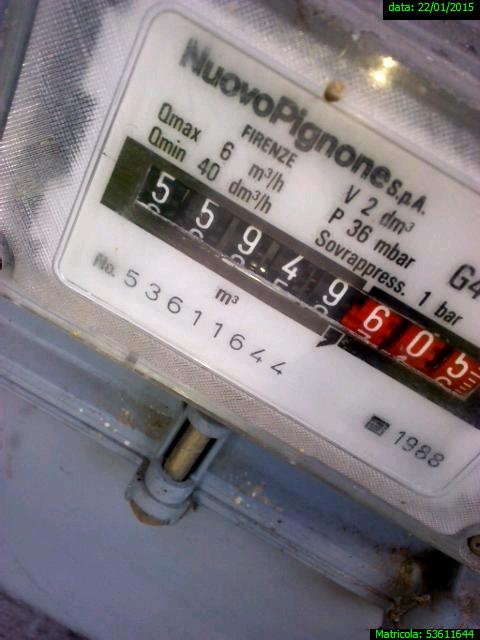 data: 22/01/2015
NuovoPignone S.p.A.
FIRENZE
Qmax 6 m³/h
Qmin 40 dm³/h
V 2 dm³
P 36 mbar
Sovrapress. 1 bar
G4
5 5 9 4 9 6 0 5
m³
No. 53611644
1988
Matricola: 53611644